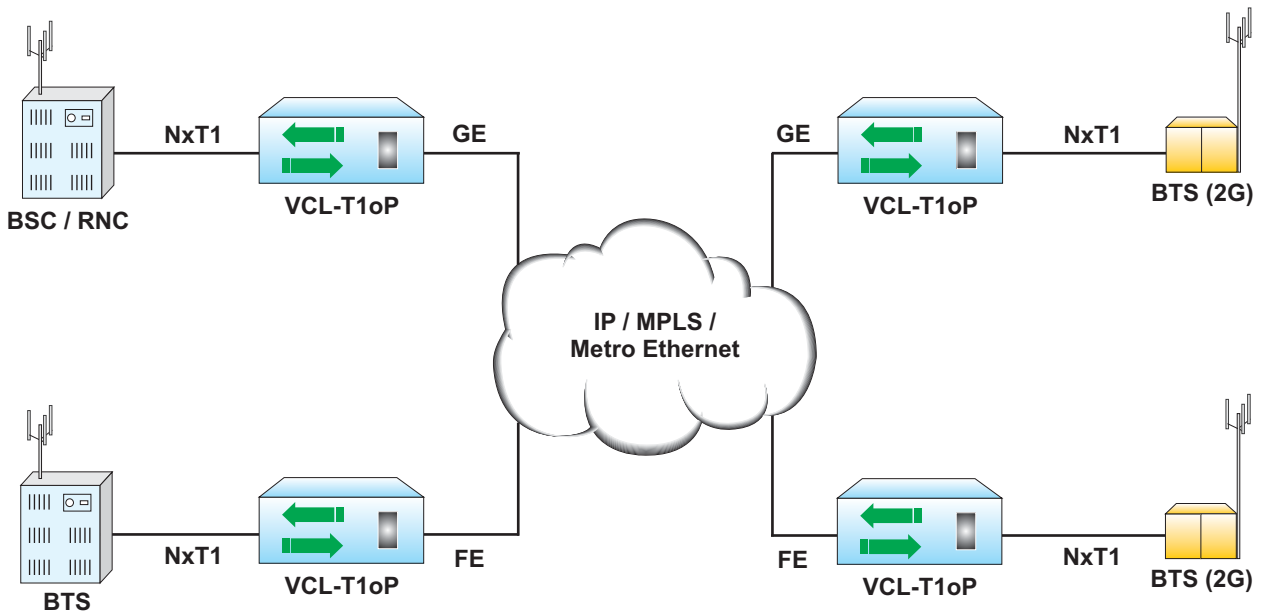 NxT1
GE
GE
NxT1
BSC / RNC
VCL-T1oP
VCL-T1oP
BTS (2G)
IP / MPLS /
Metro Ethernet
NxT1
FE
FE
NxT1
BTS
VCL-T1oP
VCL-T1oP
BTS (2G)